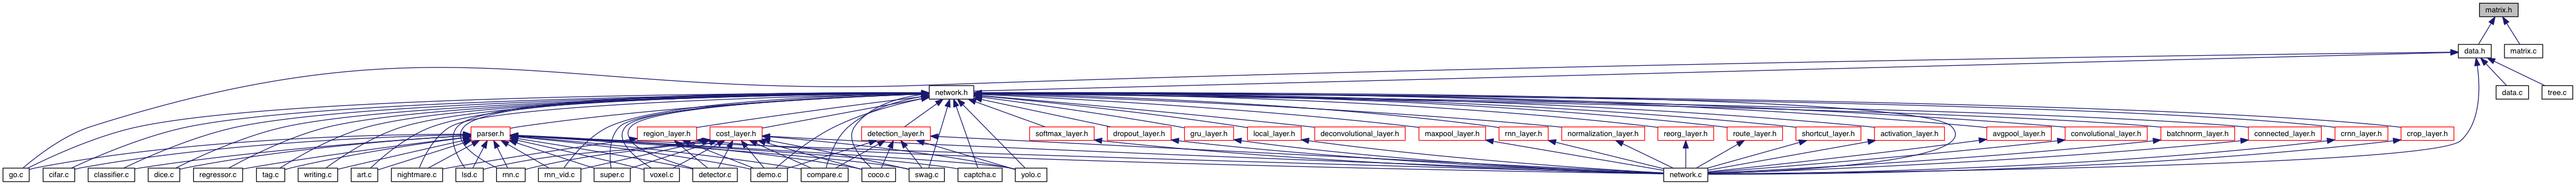 matrix.h
data.h
matrix.c
network.h
data.c
tree.c
parser.h
region_layer.h
cost_layer.h
detection_layer.h
softmax_layer.h
dropout_layer.h
gru_layer.h
local_layer.h
deconvolutional_layer.h
maxpool_layer.h
rnn_layer.h
normalization_layer.h
reorg_layer.h
route_layer.h
shortcut_layer.h
activation_layer.h
avgpool_layer.h
convolutional_layer.h
batchnorm_layer.h
connected_layer.h
crnn_layer.h
crop_layer.h
go.c
cifar.c
classifier.c
dice.c
regressor.c
tag.c
writing.c
art.c
nightmare.c
lsd.c
rnn.c
rnn_vid.c
super.c
voxel.c
detector.c
demo.c
compare.c
coco.c
swag.c
captcha.c
yolo.c
network.c